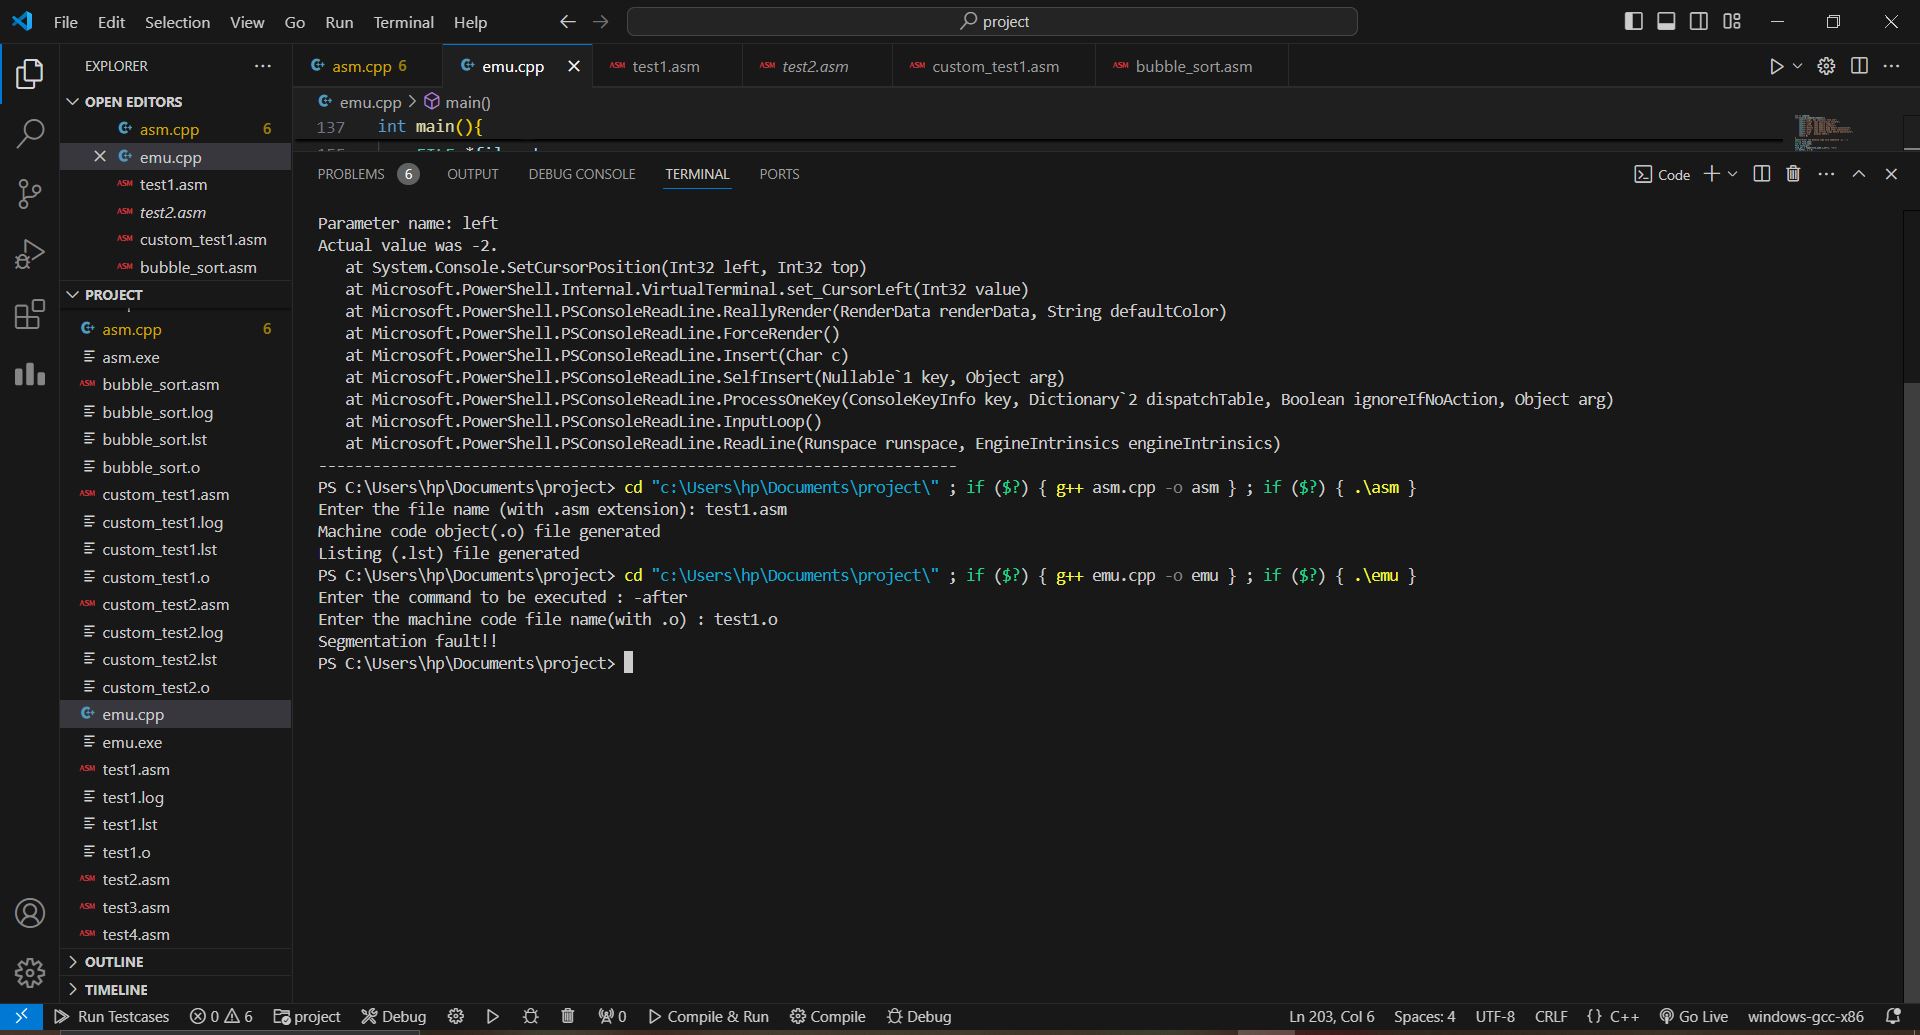 File Edit Selection View Go Run Terminal Help
project
EXPLORER
OPEN EDITORS
asm.cpp 6
emu.cpp
test1.asm
test2.asm
custom_test1.asm
bubble_sort.asm
PROJECT
asm.cpp 6
asm.exe
bubble_sort.asm
bubble_sort.log
bubble_sort.lst
bubble_sort.o
custom_test1.asm
custom_test1.log
custom_test1.lst
custom_test1.o
custom_test2.asm
custom_test2.log
custom_test2.lst
custom_test2.o
emu.cpp
emu.exe
test1.asm
test1.log
test1.lst
test1.o
test2.asm
test3.asm
test4.asm
OUTLINE
TIMELINE
asm.cpp 6 emu.cpp test1.asm test2.asm custom_test1.asm bubble_sort.asm
emu.cpp > main()
137 int main(){
PROBLEMS 6 OUTPUT DEBUG CONSOLE TERMINAL PORTS
Code
Parameter name: left
Actual value was -2.
at System.Console.SetCursorPosition(Int32 left, Int32 top)
at Microsoft.PowerShell.Internal.VirtualTerminal.set_CursorLeft(Int32 value)
at Microsoft.PowerShell.PSConsoleReadLine.ReallyRender(RenderData renderData, String defaultColor)
at Microsoft.PowerShell.PSConsoleReadLine.ForceRender()
at Microsoft.PowerShell.PSConsoleReadLine.Insert(Char c)
at Microsoft.PowerShell.PSConsoleReadLine.SelfInsert(Nullable`1 key, Object arg)
at Microsoft.PowerShell.PSConsoleReadLine.ProcessOneKey(ConsoleKeyInfo key, Dictionary`2 dispatchTable, Boolean ignoreIfNoAction, Object arg)
at Microsoft.PowerShell.PSConsoleReadLine.InputLoop()
at Microsoft.PowerShell.PSConsoleReadLine.ReadLine(Runspace runspace, EngineIntrinsics engineIntrinsics)
-----------------------------------------------------------------------
PS C:\Users\hp\Documents\project> cd "c:\Users\hp\Documents\project\" ; if ($?) { g++ asm.cpp -o asm } ; if ($?) { .\asm }
Enter the file name (with .asm extension): test1.asm
Machine code object(.o) file generated
Listing (.lst) file generated
PS C:\Users\hp\Documents\project> cd "c:\Users\hp\Documents\project\" ; if ($?) { g++ emu.cpp -o emu } ; if ($?) { .\emu }
Enter the command to be executed : -after
Enter the machine code file name(with .o) : test1.o
Segmentation fault!!
PS C:\Users\hp\Documents\project>
Run Testcases 0 6 project Debug 0 Compile & Run Compile Debug Ln 203, Col 6 Spaces: 4 UTF-8 CRLF {} C++ Go Live windows-gcc-x86